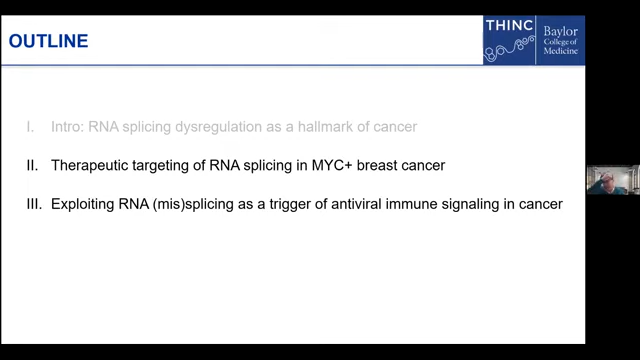 OUTLINE
THINC
Baylor
College of
Medicine
I. Intro: RNA splicing dysregulation as a hallmark of cancer
II. Therapeutic targeting of RNA splicing in MYC+ breast cancer
III. Exploiting RNA (mis)splicing as a trigger of antiviral immune signaling in cancer